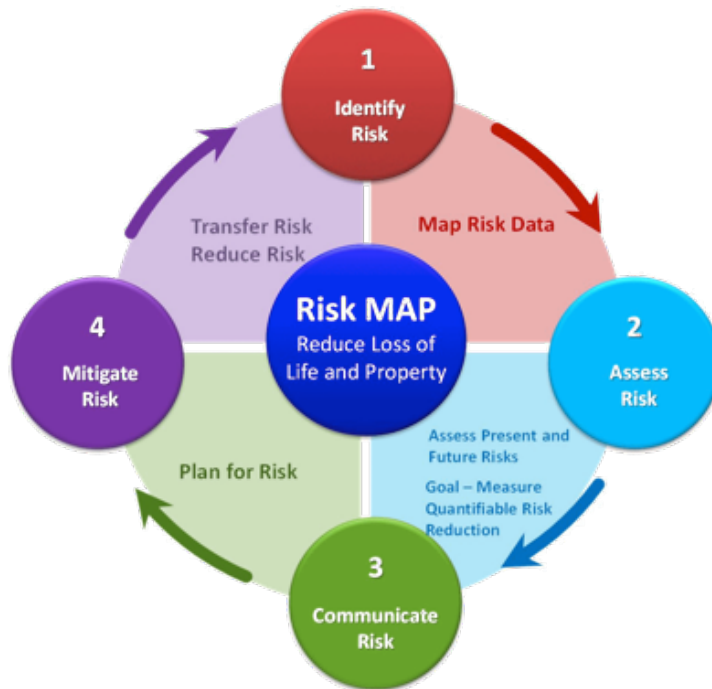 1
Identify
Risk
Transfer Risk
Reduce Risk
Map Risk Data
Risk MAP
Reduce Loss of
Life and Property
4
Mitigate
Risk
2
Assess
Risk
Plan for Risk
Assess Present and
Future Risks
Goal – Measure
Quantifiable Risk
Reduction
3
Communicate
Risk